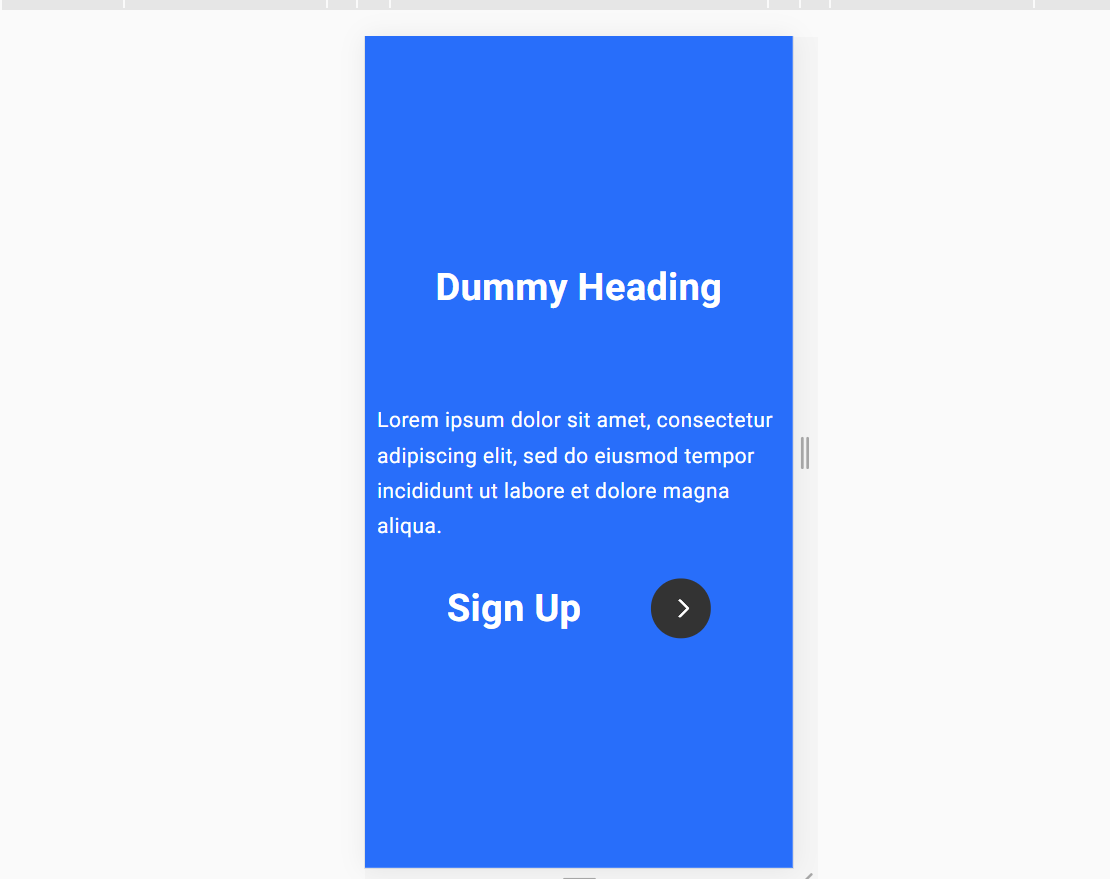 Dummy Heading
Lorem ipsum dolor sit amet, consectetur
adipiscing elit, sed do eiusmod tempor
incididunt ut labore et dolore magna
aliqua.
Sign Up